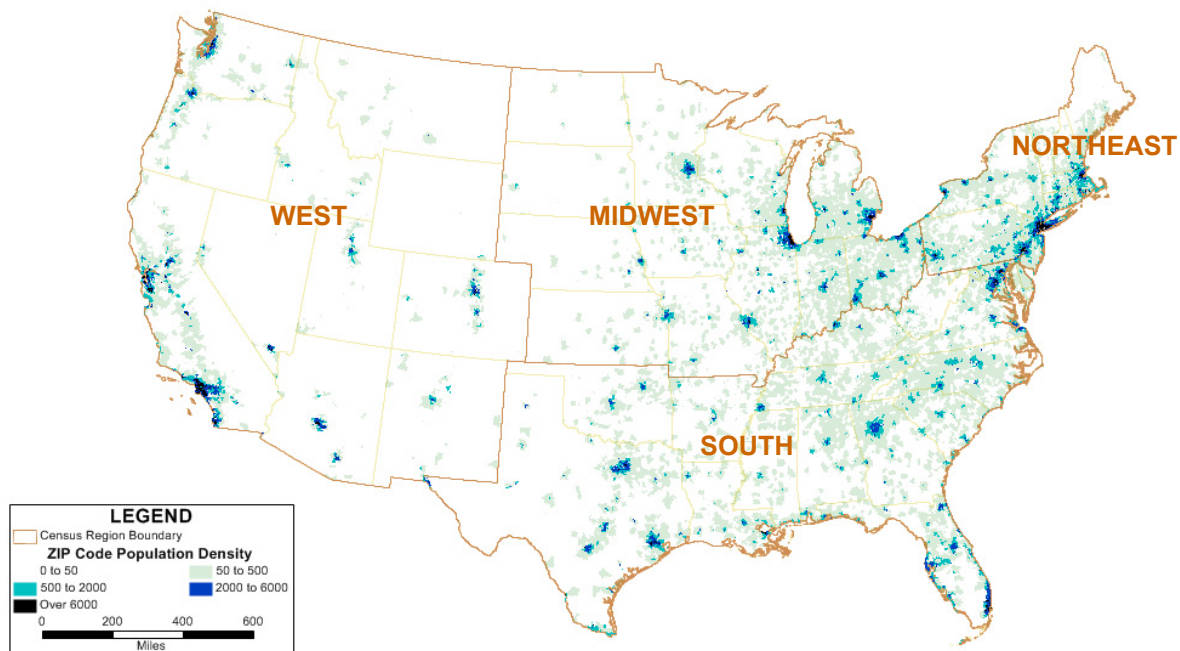 NORTHEAST
WEST
MIDWEST
SOUTH
LEGEND
Census Region Boundary
ZIP Code Population Density
0 to 50 50 to 500
500 to 2000 2000 to 6000
Over 6000
0 200 400 600
Miles